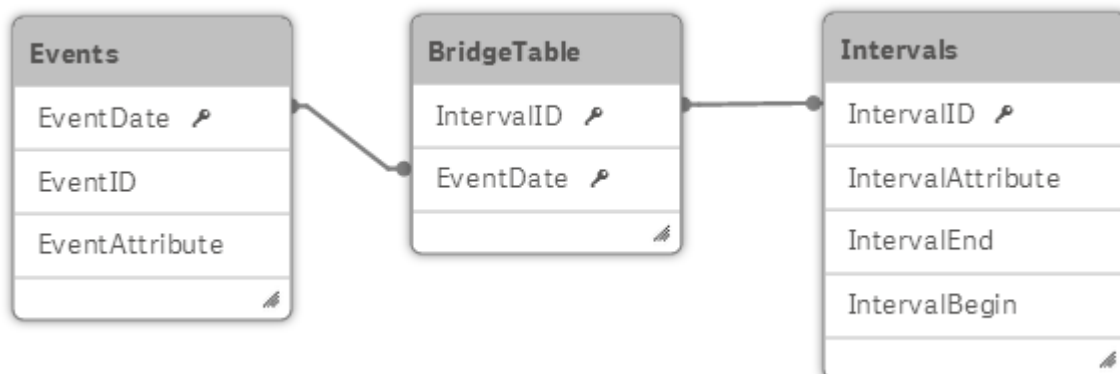 Events
EventDate
EventID
EventAttribute
BridgeTable
IntervalID
EventDate
Intervals
IntervalID
IntervalAttribute
IntervalEnd
IntervalBegin